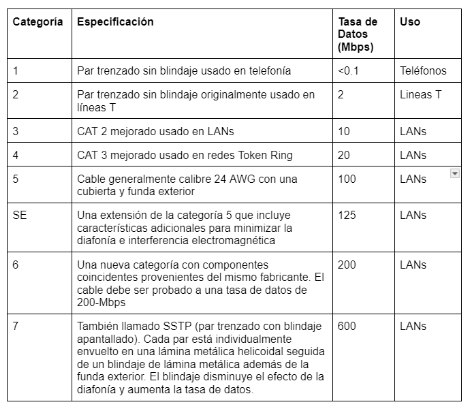 Categoría Especificación Tasa de Datos (Mbps) Uso
1 Par trenzado sin blindaje usado en telefonía <0.1 Teléfonos
2 Par trenzado sin blindaje originalmente usado en
líneas T 2 Lineas T
3 CAT 2 mejorado usado en LANs 10 LANs
4 CAT 3 mejorado usado en redes Token Ring 20 LANs
5 Cable generalmente calibre 24 AWG con una
cubierta y funda exterior 100 LANs
SE Una extensión de la categoría 5 que incluye
características adicionales para minimizar la
diafonía e interferencia electromagnética 125 LANs
6 Una nueva categoría con componentes
coincidentes provenientes del mismo fabricante. El
cable debe ser probado a una tasa de datos de
200-Mbps 200 LANs
7 También llamado SSTP (par trenzado con blindaje
apantallado). Cada par está individualmente
envuelto en una lámina metálica helicoidal seguida
de un blindaje de lámina metálica además de la
funda exterior. El blindaje disminuye el efecto de la
diafonía y aumenta la tasa de datos. 600 LANs